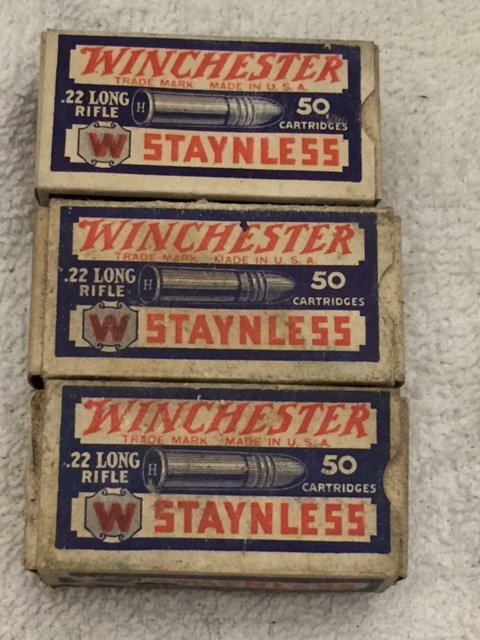 WINCHESTER
TRADE MARK MADE IN U.S.A.
.22 LONG RIFLE
H
50 CARTRIDGES
W STAYNLESS
WINCHESTER
TRADE MARK MADE IN U.S.A.
.22 LONG RIFLE
H
50 CARTRIDGES
W STAYNLESS
WINCHESTER
TRADE MARK MADE IN U.S.A.
.22 LONG RIFLE
H
50 CARTRIDGES
W STAYNLESS